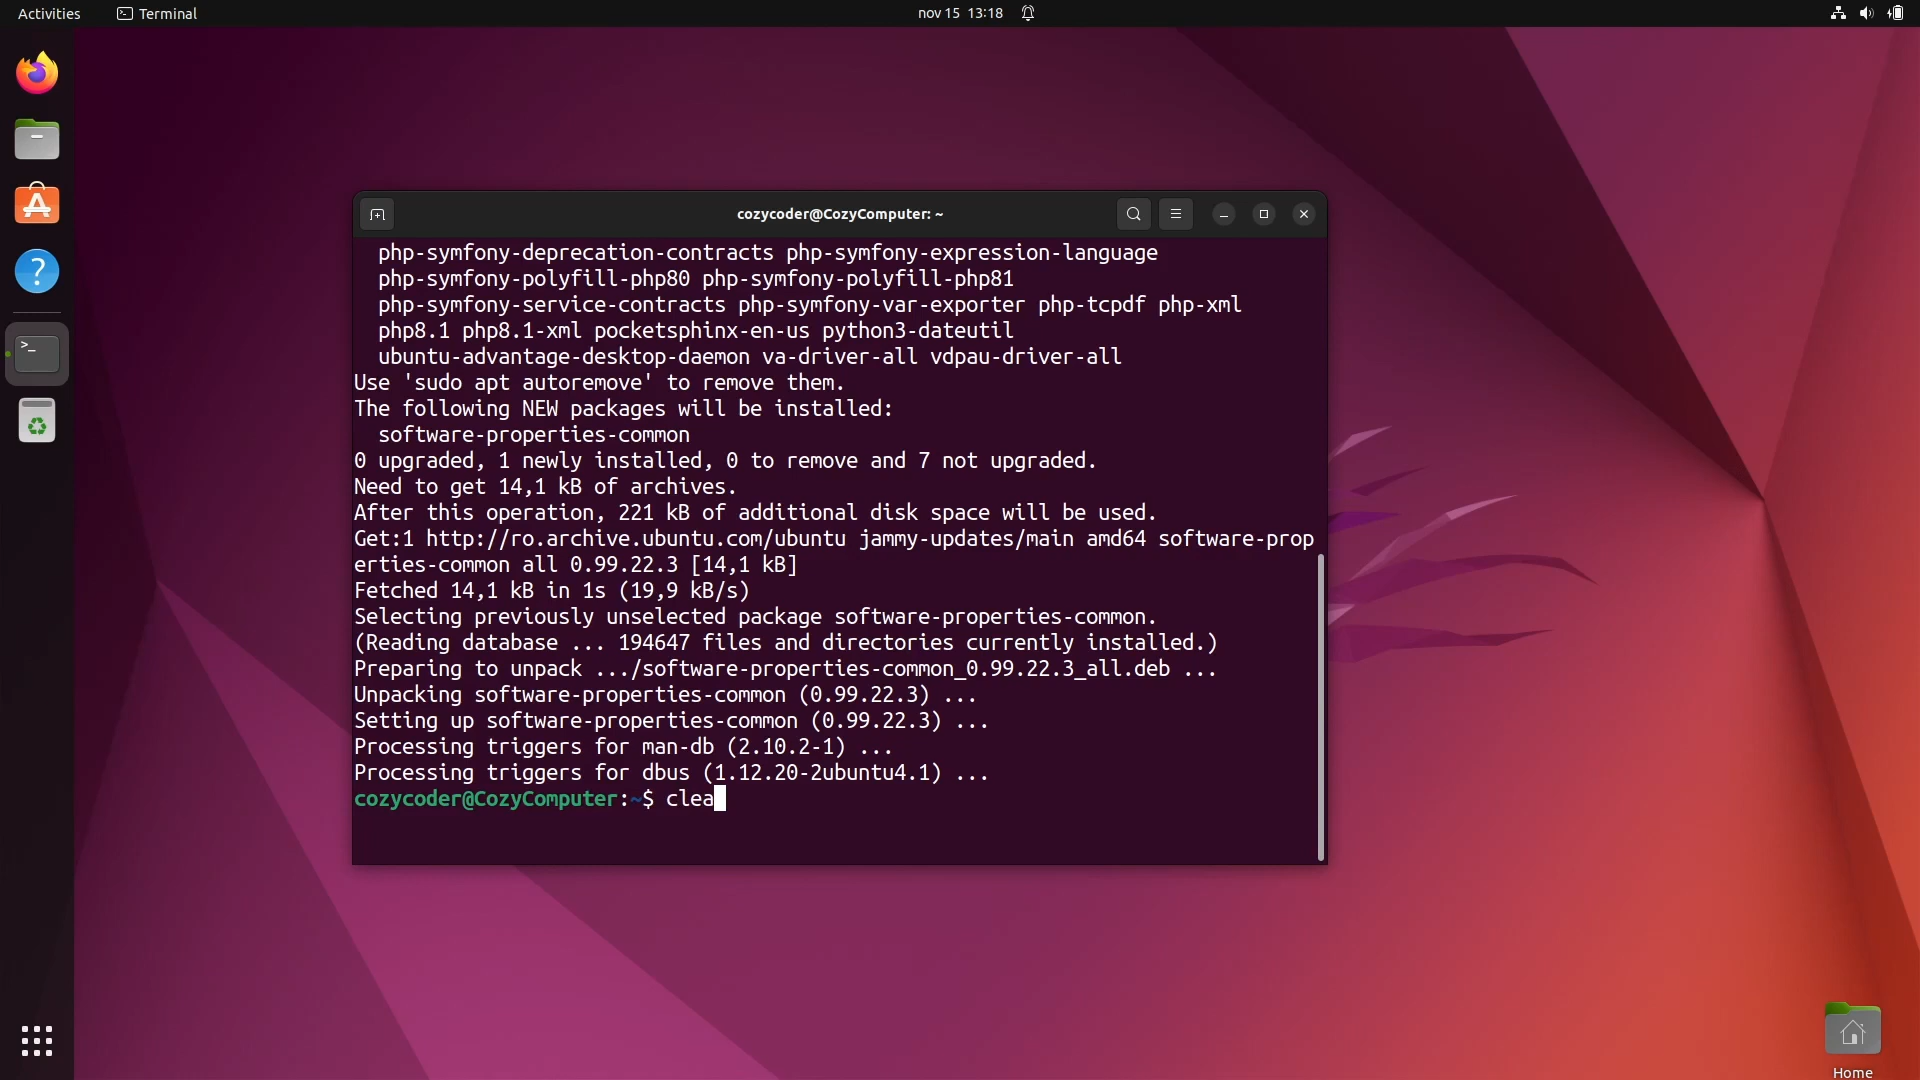 Activities Terminal nov 15 13:18
cozycoder@CozyComputer: ~
php-symfony-deprecation-contracts php-symfony-expression-language
php-symfony-polyfill-php80 php-symfony-polyfill-php81
php-symfony-service-contracts php-symfony-var-exporter php-tcpdf php-xml
php8.1 php8.1-xml pocketsphinx-en-us python3-dateutil
ubuntu-advantage-desktop-daemon va-driver-all vdpau-driver-all
Use 'sudo apt autoremove' to remove them.
The following NEW packages will be installed:
software-properties-common
0 upgraded, 1 newly installed, 0 to remove and 7 not upgraded.
Need to get 14,1 kB of archives.
After this operation, 221 kB of additional disk space will be used.
Get:1 http://ro.archive.ubuntu.com/ubuntu jammy-updates/main amd64 software-prop
erties-common all 0.99.22.3 [14,1 kB]
Fetched 14,1 kB in 1s (19,9 kB/s)
Selecting previously unselected package software-properties-common.
(Reading database ... 194647 files and directories currently installed.)
Preparing to unpack .../software-properties-common_0.99.22.3_all.deb ...
Unpacking software-properties-common (0.99.22.3) ...
Setting up software-properties-common (0.99.22.3) ...
Processing triggers for man-db (2.10.2-1) ...
Processing triggers for dbus (1.12.20-2ubuntu4.1) ...
cozycoder@CozyComputer:~$ clea
Home